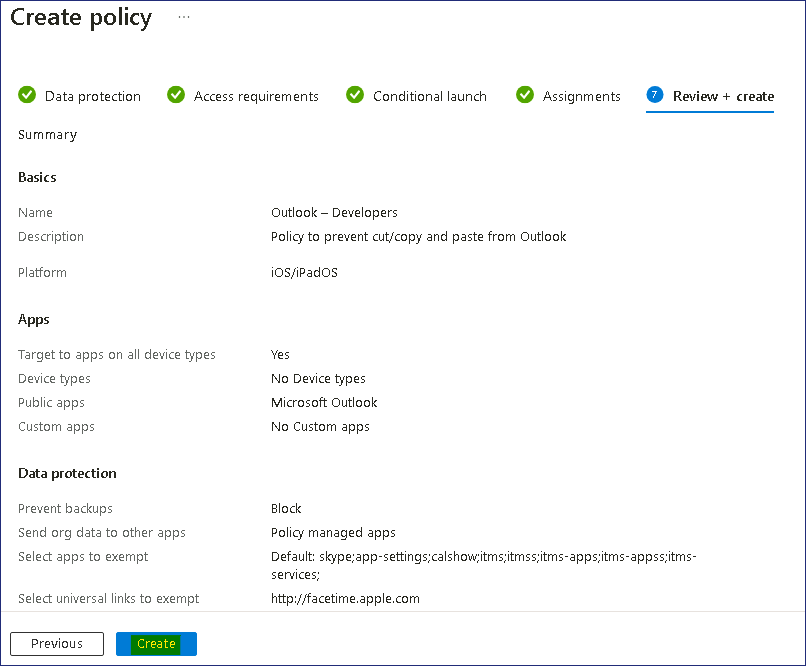 Create policy ...
Data protection Access requirements Conditional launch Assignments 7 Review + create
Summary
Basics
Name Outlook – Developers
Description Policy to prevent cut/copy and paste from Outlook
Platform iOS/iPadOS
Apps
Target to apps on all device types Yes
Device types No Device types
Public apps Microsoft Outlook
Custom apps No Custom apps
Data protection
Prevent backups Block
Send org data to other apps Policy managed apps
Select apps to exempt Default: skype;app-settings;calshow;itms;itmss;itms-apps;itms-appss;itms-
services;
Select universal links to exempt http://facetime.apple.com
Previous Create